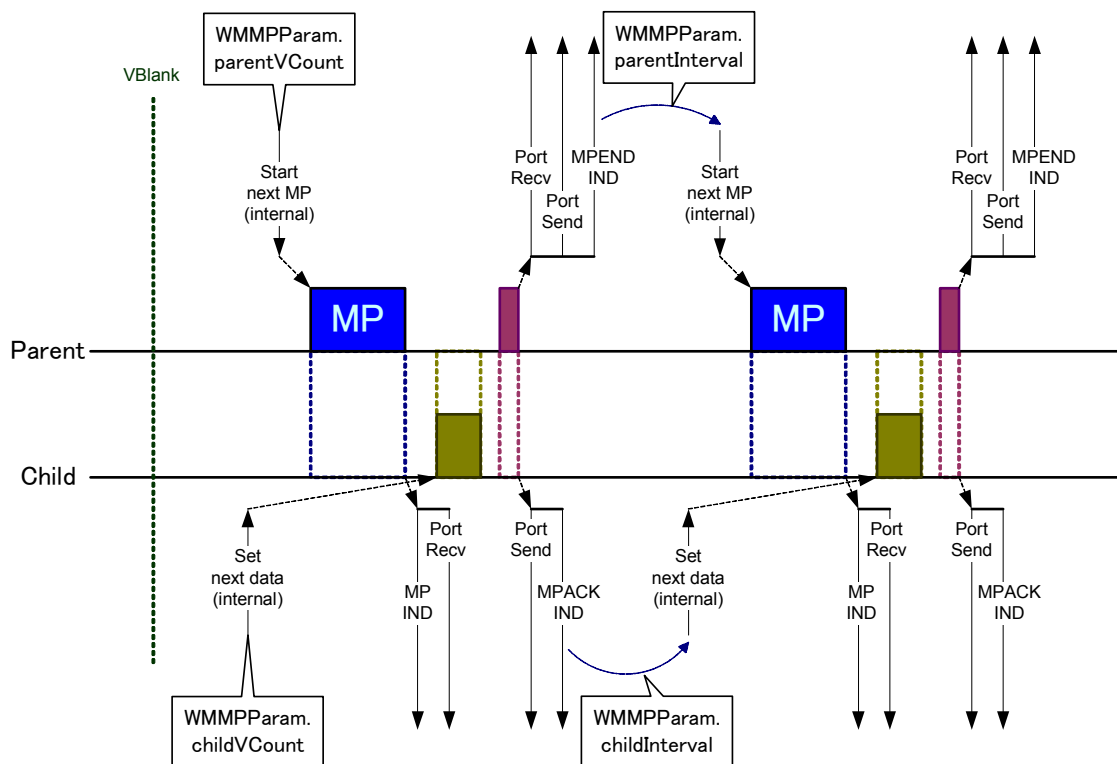 WMMPParam.
parentVCount
WMMPParam.
parentInterval
VBlank
Start
next MP
(internal)
Port
Recv
Port
Send
MPEND
IND
Start
next MP
(internal)
Port
Recv
Port
Send
MPEND
IND
MP
MP
Parent
Child
Set
next data
(internal)
MP
IND
Port
Recv
Port
Send
MPACK
IND
Set
next data
(internal)
MP
IND
Port
Recv
Port
Send
MPACK
IND
WMMPParam.
childVCount
WMMPParam.
childInterval